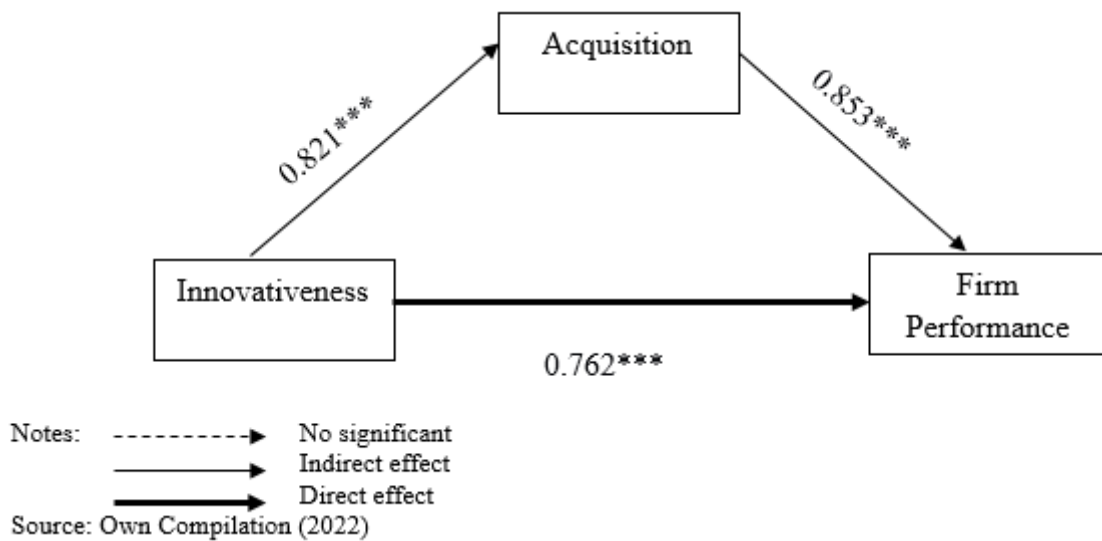 Acquisition
0.821***
0.853***
Innovativeness
Firm
Performance
0.762***
Notes:
No significant
Indirect effect
Direct effect
Source: Own Compilation (2022)